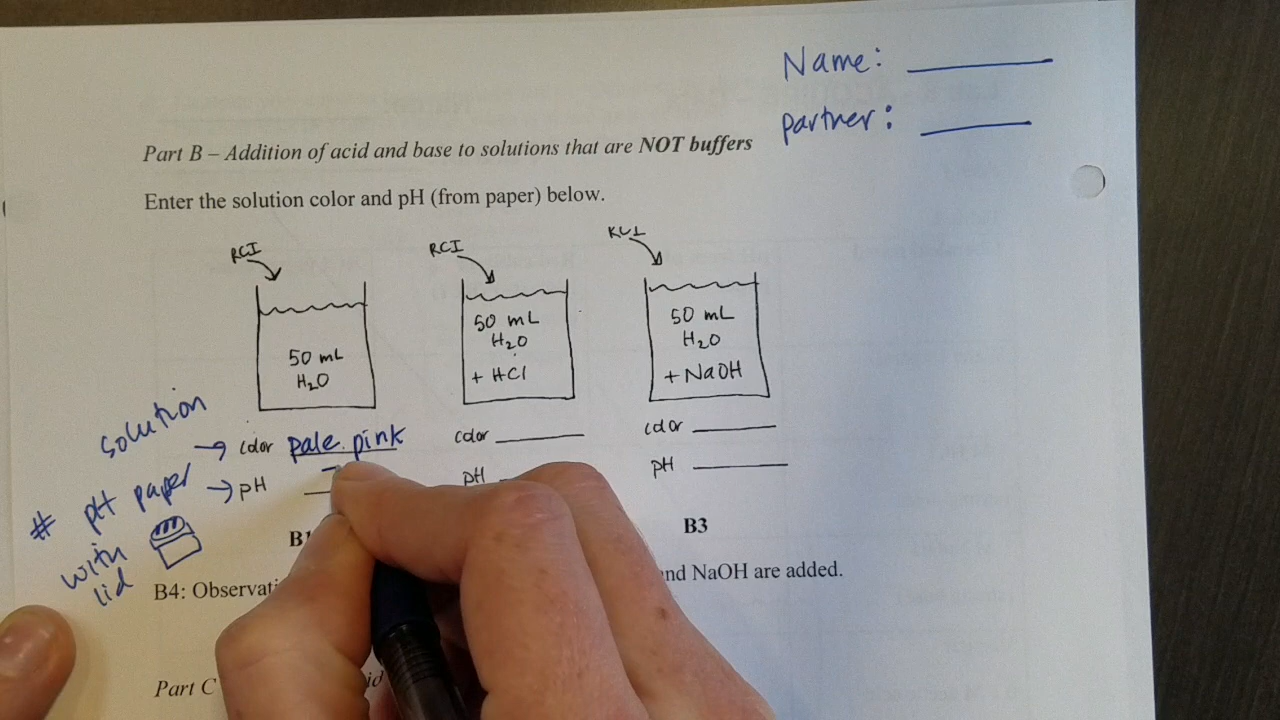 Name:
partner:
Part B – Addition of acid and base to solutions that are NOT buffers
Enter the solution color and pH (from paper) below.
RCI RCI RCI
50 mL H₂O
50 mL H₂O + HCl
50 mL H₂O + NaOH
solution → color pale pink
color
color
# pH paper → pH
with lid
pH
pH
B3
B4: Observati
nd NaOH are added.
Part C